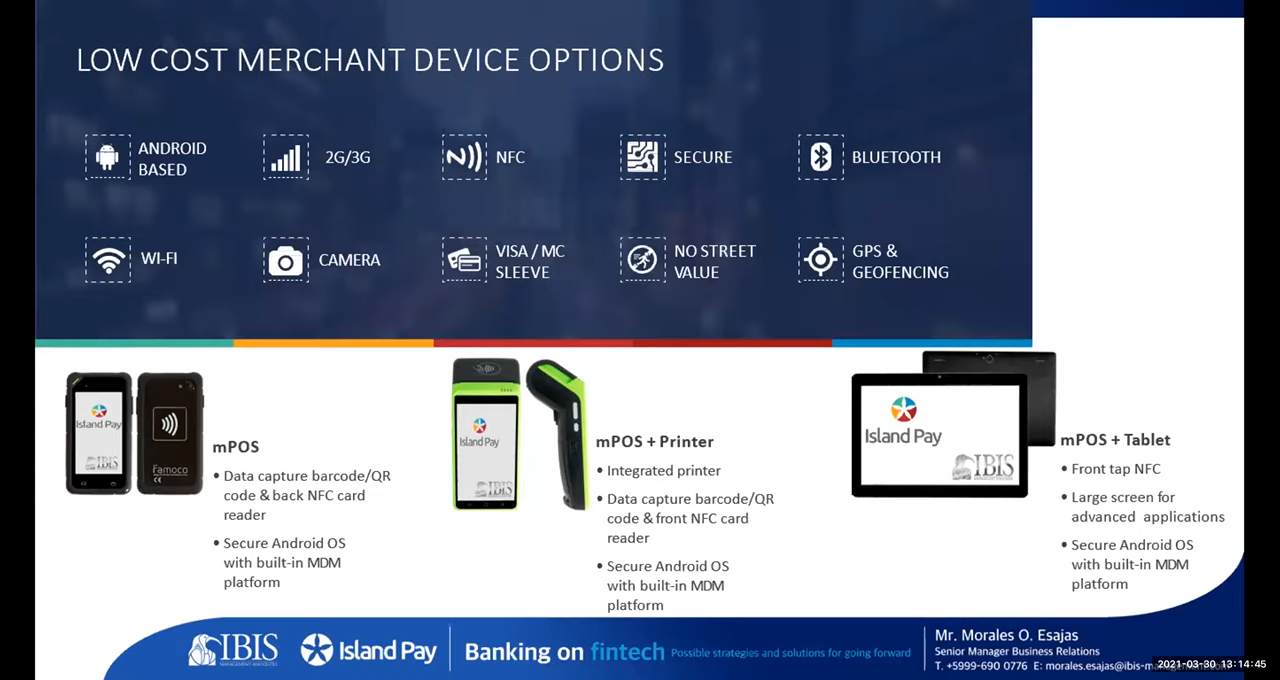 LOW COST MERCHANT DEVICE OPTIONS
ANDROID
BASED
2G/3G
NFC
SECURE
BLUETOOTH
WI-FI
CAMERA
VISA / MC
SLEEVE
NO STREET
VALUE
GPS &
GEOFENCING
Island Pay
IBIS
Famoco
CE
mPOS
• Data capture barcode/QR
code & back NFC card
reader
• Secure Android OS
with built-in MDM
platform
Island Pay
IBIS
mPOS + Printer
• Integrated printer
• Data capture barcode/QR
code & front NFC card
reader
• Secure Android OS
with built-in MDM
platform
Island Pay
IBIS
mPOS + Tablet
• Front tap NFC
• Large screen for
advanced applications
• Secure Android OS
with built-in MDM
platform
IBIS
MANAGEMENT ASSOCIATES
Island Pay
Banking on fintech Possible strategies and solutions for going forward
Mr. Morales O. Esajas
Senior Manager Business Relations
T. +5999-690 0776 E: morales.esajas@ibis-m
2021-03-30 13:14:45